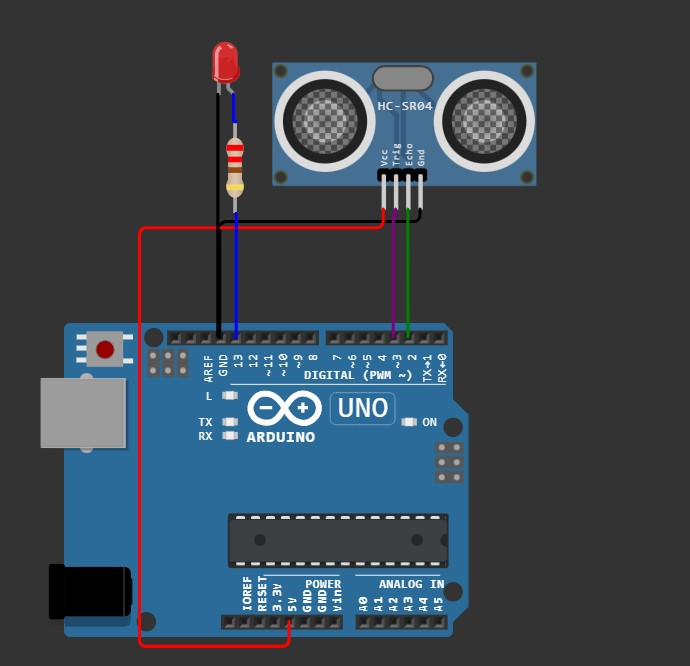 HC-SR04
Vcc
Trig
Echo
Gnd
AREF
GND
13
12
~11
~10
~9
8
7
~6
~5
4
~3
2
TX→1
RX←0
DIGITAL (PWM ~)
L
TX
RX
UNO
ON
ARDUINO
IOREF
RESET
3.3V
5V
GND
GND
Vin
POWER
ANALOG IN
A0
A1
A2
A3
A4
A5